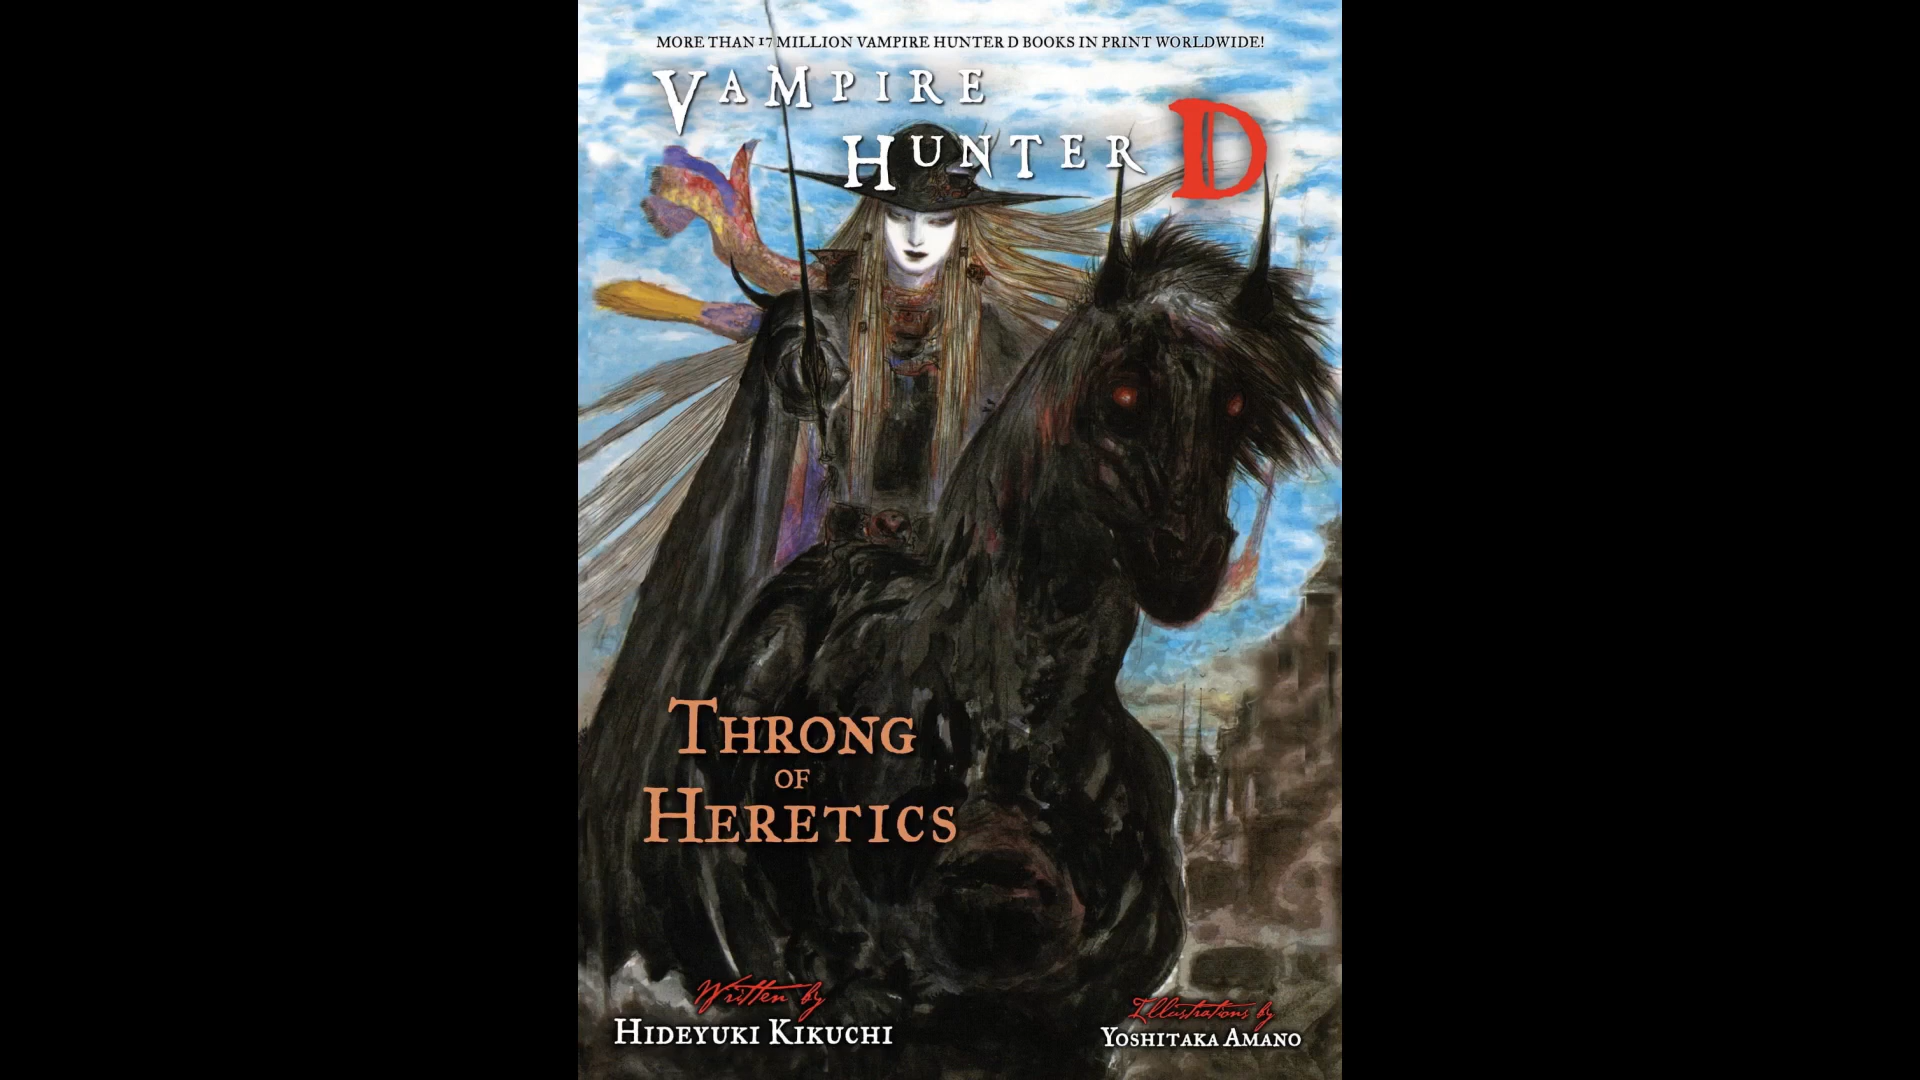 MORE THAN 17 MILLION VAMPIRE HUNTER D BOOKS IN PRINT WORLDWIDE!
VAMPIRE
HUNTER D
THRONG
OF
HERETICS
Written by
HIDEYUKI KIKUCHI
Illustrations by
YOSHITAKA AMANO